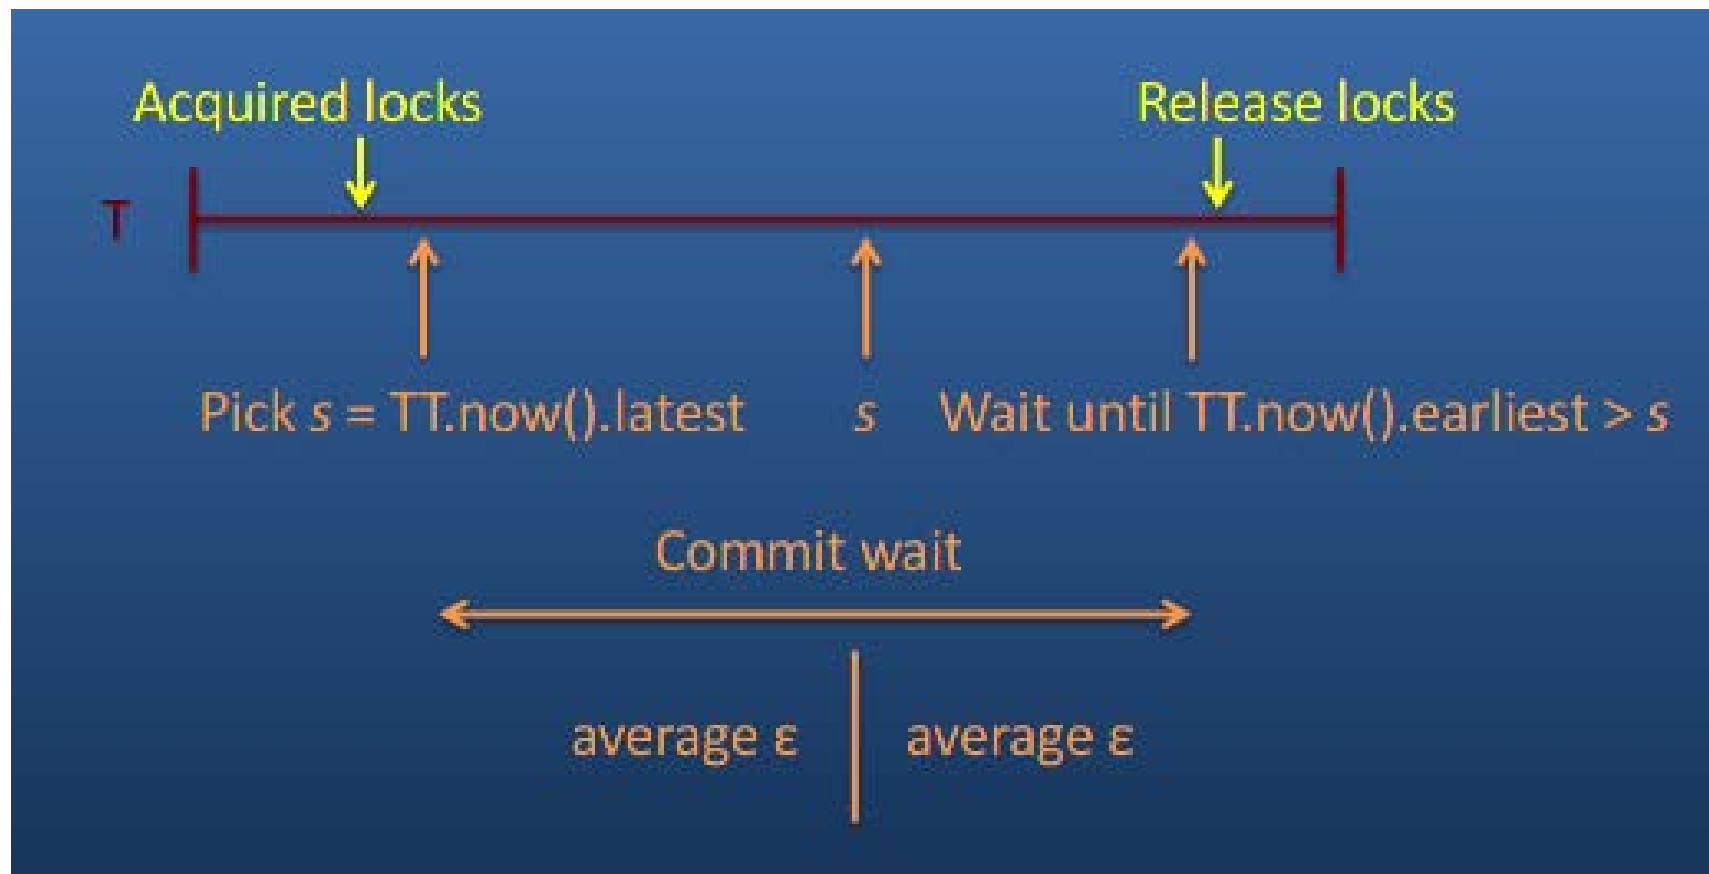 Acquired locks
Release locks
T
Pick s = TT.now().latest
s
Wait until TT.now().earliest > s
Commit wait
average ε
average ε